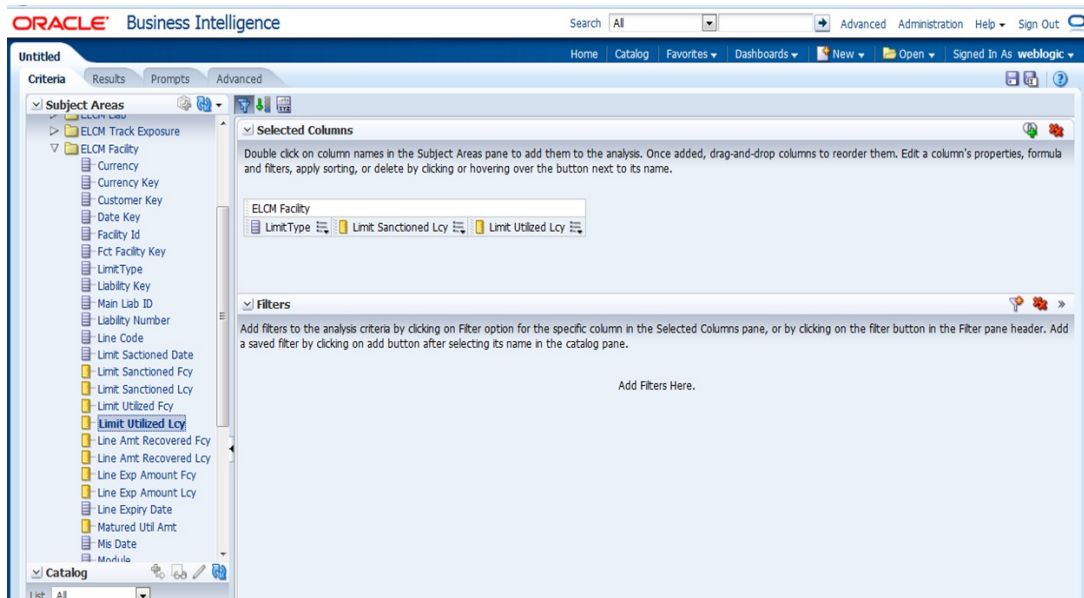 ORACLE Business Intelligence
Search All Advanced Administration Help Sign Out
Untitled
Home Catalog Favorites Dashboards New Open Signed In As weblogic
Criteria Results Prompts Advanced
Subject Areas
ELCM Track Exposure
ELCM Facility
Currency
Currency Key
Customer Key
Date Key
Facility Id
Fct Facility Key
LimitType
Liability Key
Main Liab ID
Liability Number
Line Code
Limit Sactioned Date
Limit Sanctioned Fcy
Limit Sanctioned Lcy
Limit Utilized Fcy
Limit Utilized Lcy
Line Amt Recovered Fcy
Line Amt Recovered Lcy
Line Exp Amount Fcy
Line Exp Amount Lcy
Line Expiry Date
Matured Util Amt
Mis Date
Module
Catalog
List All
Selected Columns
Double click on column names in the Subject Areas pane to add them to the analysis. Once added, drag-and-drop columns to reorder them. Edit a column's properties, formula
and filters, apply sorting, or delete by clicking or hovering over the button next to its name.
ELCM Facility
LimitType Limit Sanctioned Lcy Limit Utilized Lcy
Filters
Add filters to the analysis criteria by clicking on Filter option for the specific column in the Selected Columns pane, or by clicking on the filter button in the Filter pane header. Add
a saved filter by clicking on add button after selecting its name in the catalog pane.
Add Filters Here.